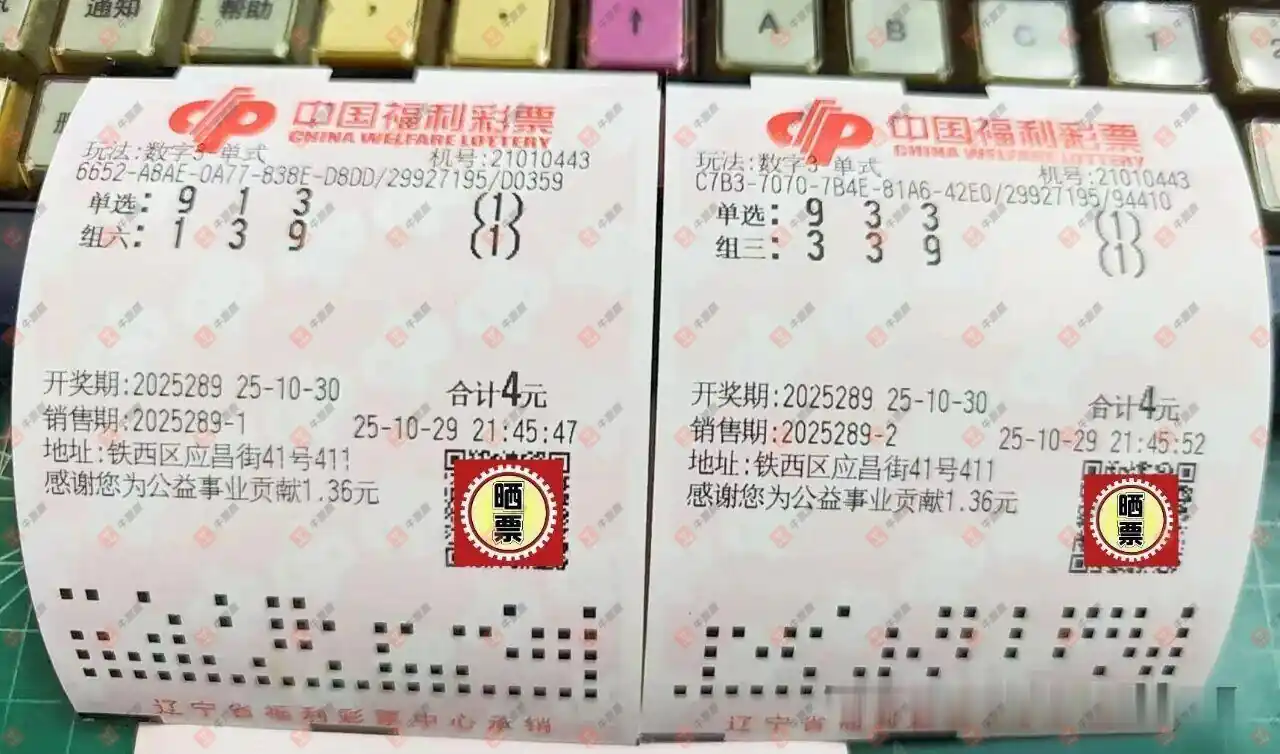 通知
帮助
↑
A
B
C
1
中国福利彩票
CHINA WELFARE LOTTERY
玩法:数字3-单式 机号:21010443
6652-A8AE-0A77-838E-D8DD/29927195/D0359
单选: 9 1 3 (1)
组六: 1 3 9 (1)
开奖期:2025289 25-10-30 合计4元
销售期:2025289-1 25-10-29 21:45:47
地址:铁西区应昌街41号411
感谢您为公益事业贡献1.36元
晒票
辽宁省福利彩票中心承销
中国福利彩票
CHINA WELFARE LOTTERY
玩法:数字3-单式 机号:21010443
C7B3-7070-7B4E-81A6-42E0/29927195/94410
单选: 9 3 3 (1)
组三: 3 3 9 (1)
开奖期:2025289 25-10-30 合计4元
销售期:2025289-2 25-10-29 21:45:52
地址:铁西区应昌街41号411
感谢您为公益事业贡献1.36元
晒票
辽宁省福利